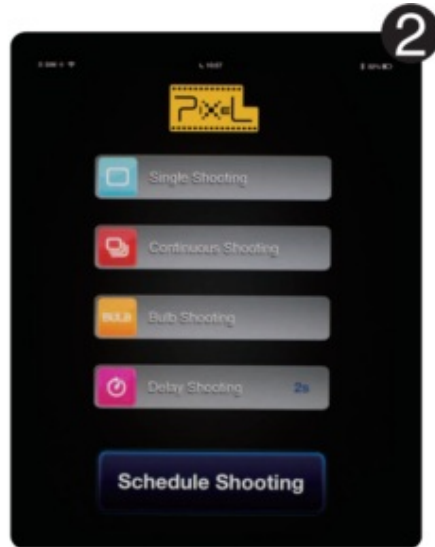 2
PixeL
Single Shooting
Continuous Shooting
BULB Bulb Shooting
Delay Shooting 2s
Schedule Shooting